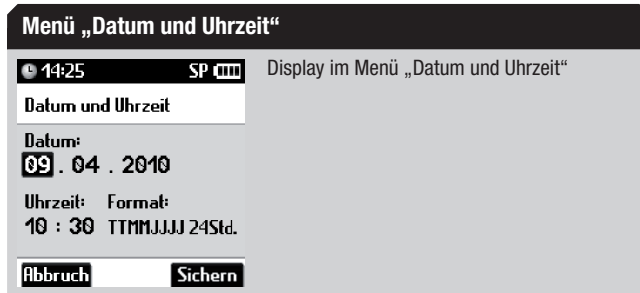 Menü „Datum und Uhrzeit“
14:25 SP
Display im Menü „Datum und Uhrzeit“
Datum und Uhrzeit
Datum:
09 . 04 . 2010
Uhrzeit: Format:
10 : 30 TTMMJJJJ 24Std.
Abbruch Sichern